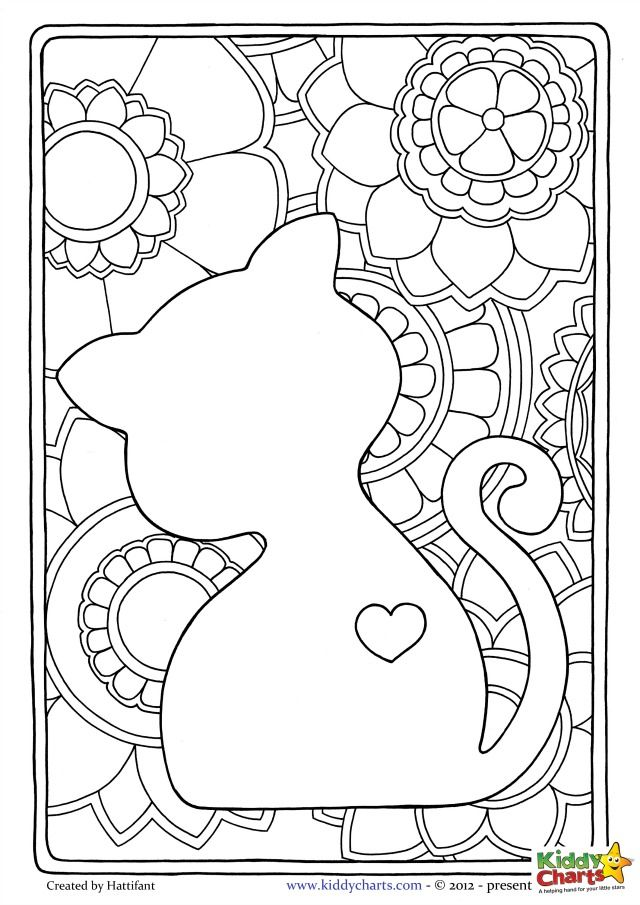 Created by Hattifant
www.kiddycharts.com - © 2012 - present
Kiddy
Charts
A helping hand for your little stars